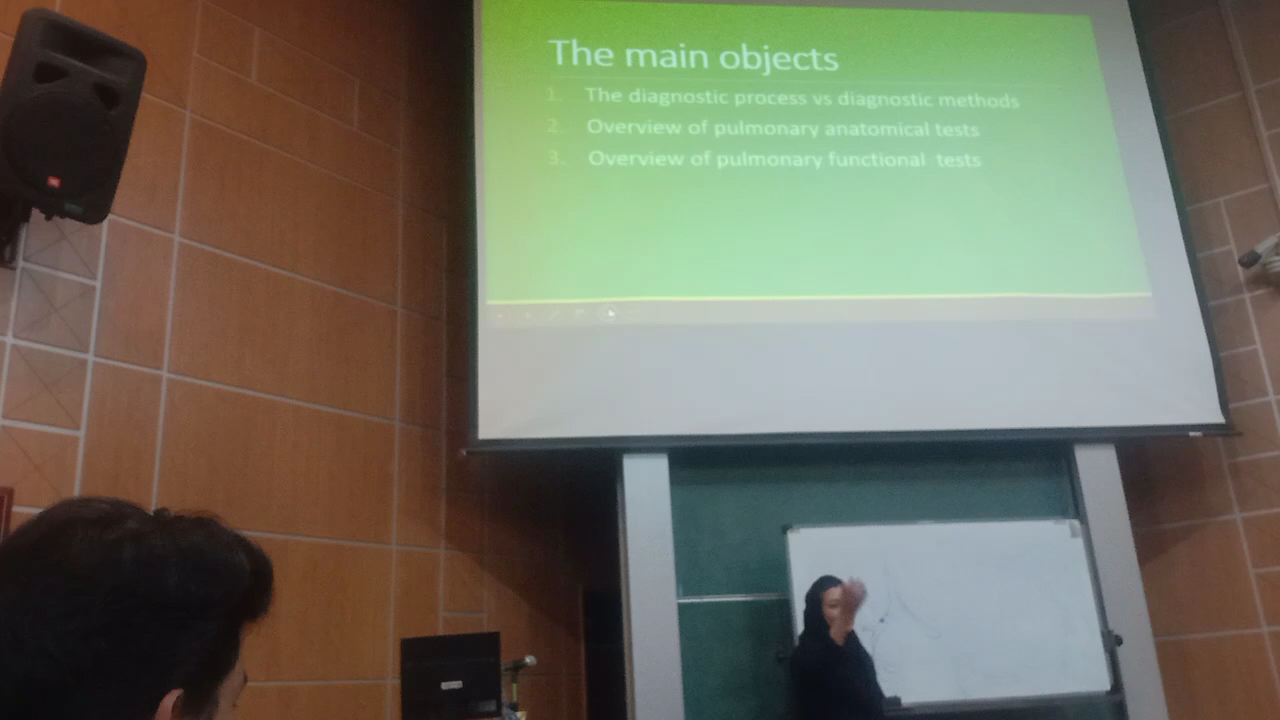 The main objects
1. The diagnostic process vs diagnostic methods
2. Overview of pulmonary anatomical tests
3. Overview of pulmonary functional tests